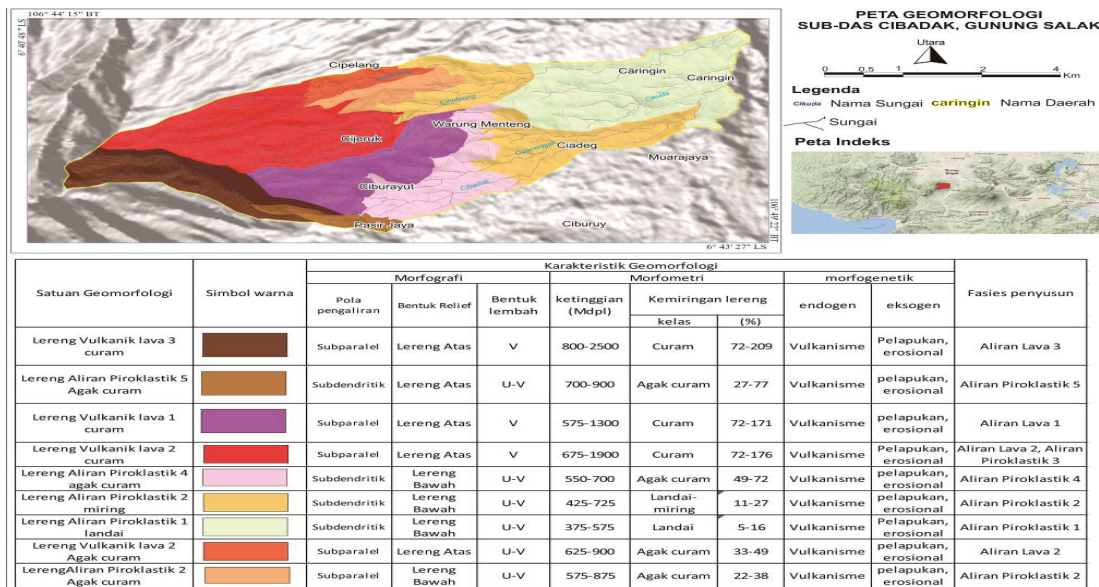 106° 44' 15" BT
6° 40' 48" LS
Cipelang
Caringin
Caringin
Cikuda
Warung Menteng
Cijeruk
Ciadeg
Muarajaya
Ciburayut
Cibadak
Pasir Jaya
Ciburuy
106° 49' 22" BT
6° 43' 27" LS
PETA GEOMORFOLOGI
SUB-DAS CIBADAK, GUNUNG SALAK
Utara
0 0.5 1 2 4 Km
Legenda
Cikuda Nama Sungai caringin Nama Daerah
Sungai
Peta Indeks
Satuan Geomorfologi Simbol warna Karakteristik Geomorfologi Fasies penyusun
Morfografi Morfometri morfogenetik
Pola pengaliran Bentuk Relief Bentuk lembah ketinggian (Mdpl) Kemiringan lereng endogen eksogen
kelas (%)
Lereng Vulkanik lava 3 curam Subparalel Lereng Atas V 800-2500 Curam 72-209 Vulkanisme Pelapukan, erosional Aliran Lava 3
Lereng Aliran Piroklastik 5 Agak curam Subdendritik Lereng Atas U-V 700-900 Agak curam 27-77 Vulkanisme pelapukan, erosional Aliran Piroklastik 5
Lereng Vulkanik lava 1 curam Subparalel Lereng Atas V 575-1300 Curam 72-171 Vulkanisme pelapukan, erosional Aliran Lava 1
Lereng Vulkanik lava 2 curam Subparalel Lereng Atas V 675-1900 Curam 72-176 Vulkanisme Pelapukan, erosional Aliran Lava 2, Aliran Piroklastik 3
Lereng Aliran Piroklastik 4 agak curam Subdendritik Lereng Bawah U-V 550-700 Agak curam 49-72 Vulkanisme pelapukan, erosional Aliran Piroklastik 4
Lereng Aliran Piroklastik 2 miring Subdendritik Lereng Bawah U-V 425-725 Landai-miring 11-27 Vulkanisme pelapukan, erosional Aliran Piroklastik 2
Lereng Aliran Piroklastik 1 landai Subdendritik Lereng Bawah U-V 375-575 Landai 5-16 Vulkanisme Pelapukan, erosional Aliran Piroklastik 1
Lereng Vulkanik lava 2 Agak curam Subparalel Lereng Atas U-V 625-900 Agak curam 33-49 Vulkanisme pelapukan, erosional Aliran Lava 2
LerengAliran Piroklastik 2 Agak curam Subparalel Lereng Bawah U-V 575-875 Agak curam 22-38 Vulkanisme pelapukan, erosional Aliran Piroklastik 2